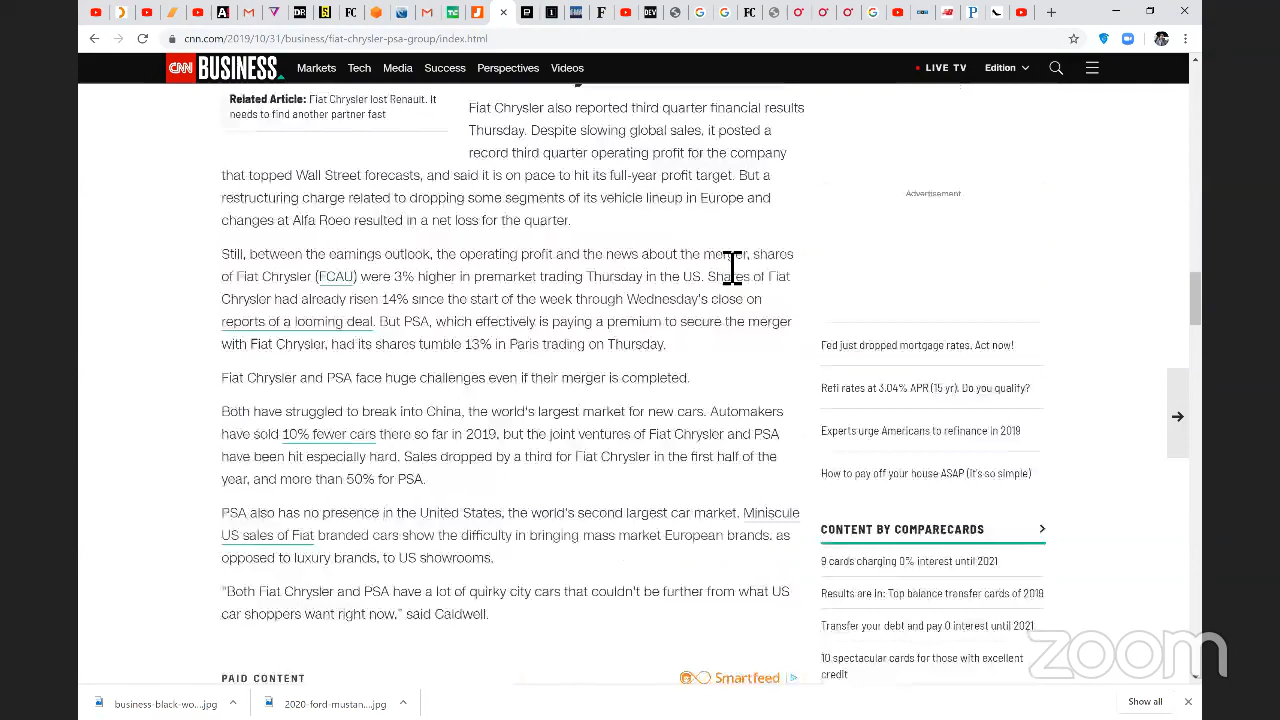 cnn.com/2019/10/31/business/fiat-chrysler-psa-group/index.html
CNN BUSINESS
Markets Tech Media Success Perspectives Videos
LIVE TV Edition
Related Article: Fiat Chrysler lost Renault. It
needs to find another partner fast
Fiat Chrysler also reported third quarter financial results
Thursday. Despite slowing global sales, it posted a
record third quarter operating profit for the company
that topped Wall Street forecasts, and said it is on pace to hit its full-year profit target. But a
restructuring charge related to dropping some segments of its vehicle lineup in Europe and
changes at Alfa Roeo resulted in a net loss for the quarter.
Still, between the earnings outlook, the operating profit and the news about the merger, shares
of Fiat Chrysler (FCAU) were 3% higher in premarket trading Thursday in the US. Shares of Fiat
Chrysler had already risen 14% since the start of the week through Wednesday's close on
reports of a looming deal. But PSA, which effectively is paying a premium to secure the merger
with Fiat Chrysler, had its shares tumble 13% in Paris trading on Thursday.
Fiat Chrysler and PSA face huge challenges even if their merger is completed.
Both have struggled to break into China, the world's largest market for new cars. Automakers
have sold 10% fewer cars there so far in 2019, but the joint ventures of Fiat Chrysler and PSA
have been hit especially hard. Sales dropped by a third for Fiat Chrysler in the first half of the
year, and more than 50% for PSA.
PSA also has no presence in the United States, the world's second largest car market. Miniscule
US sales of Fiat branded cars show the difficulty in bringing mass market European brands, as
opposed to luxury brands, to US showrooms.
"Both Fiat Chrysler and PSA have a lot of quirky city cars that couldn't be further from what US
car shoppers want right now," said Caldwell.
PAID CONTENT
Smartfeed
Advertisement
Fed just dropped mortgage rates. Act now!
Refi rates at 3.04% APR (15 yr). Do you qualify?
Experts urge Americans to refinance in 2019
How to pay off your house ASAP (it's so simple)
CONTENT BY COMPARECARDS
9 cards charging 0% interest until 2021
Results are in: Top balance transfer cards of 2019
Transfer your debt and pay 0 interest until 2021
10 spectacular cards for those with excellent
credit
zoom
business-black-wo....jpg
2020-ford-mustan....jpg
Show all